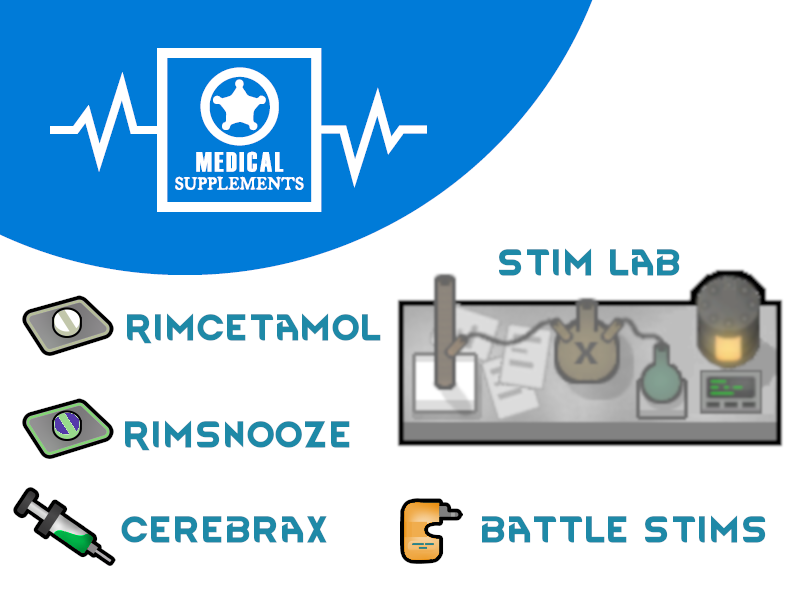 MEDICAL
SUPPLEMENTS
STIM LAB
RIMCETAMOL
X
RIMSNOOZE
CEREBRAX
BATTLE STIMS